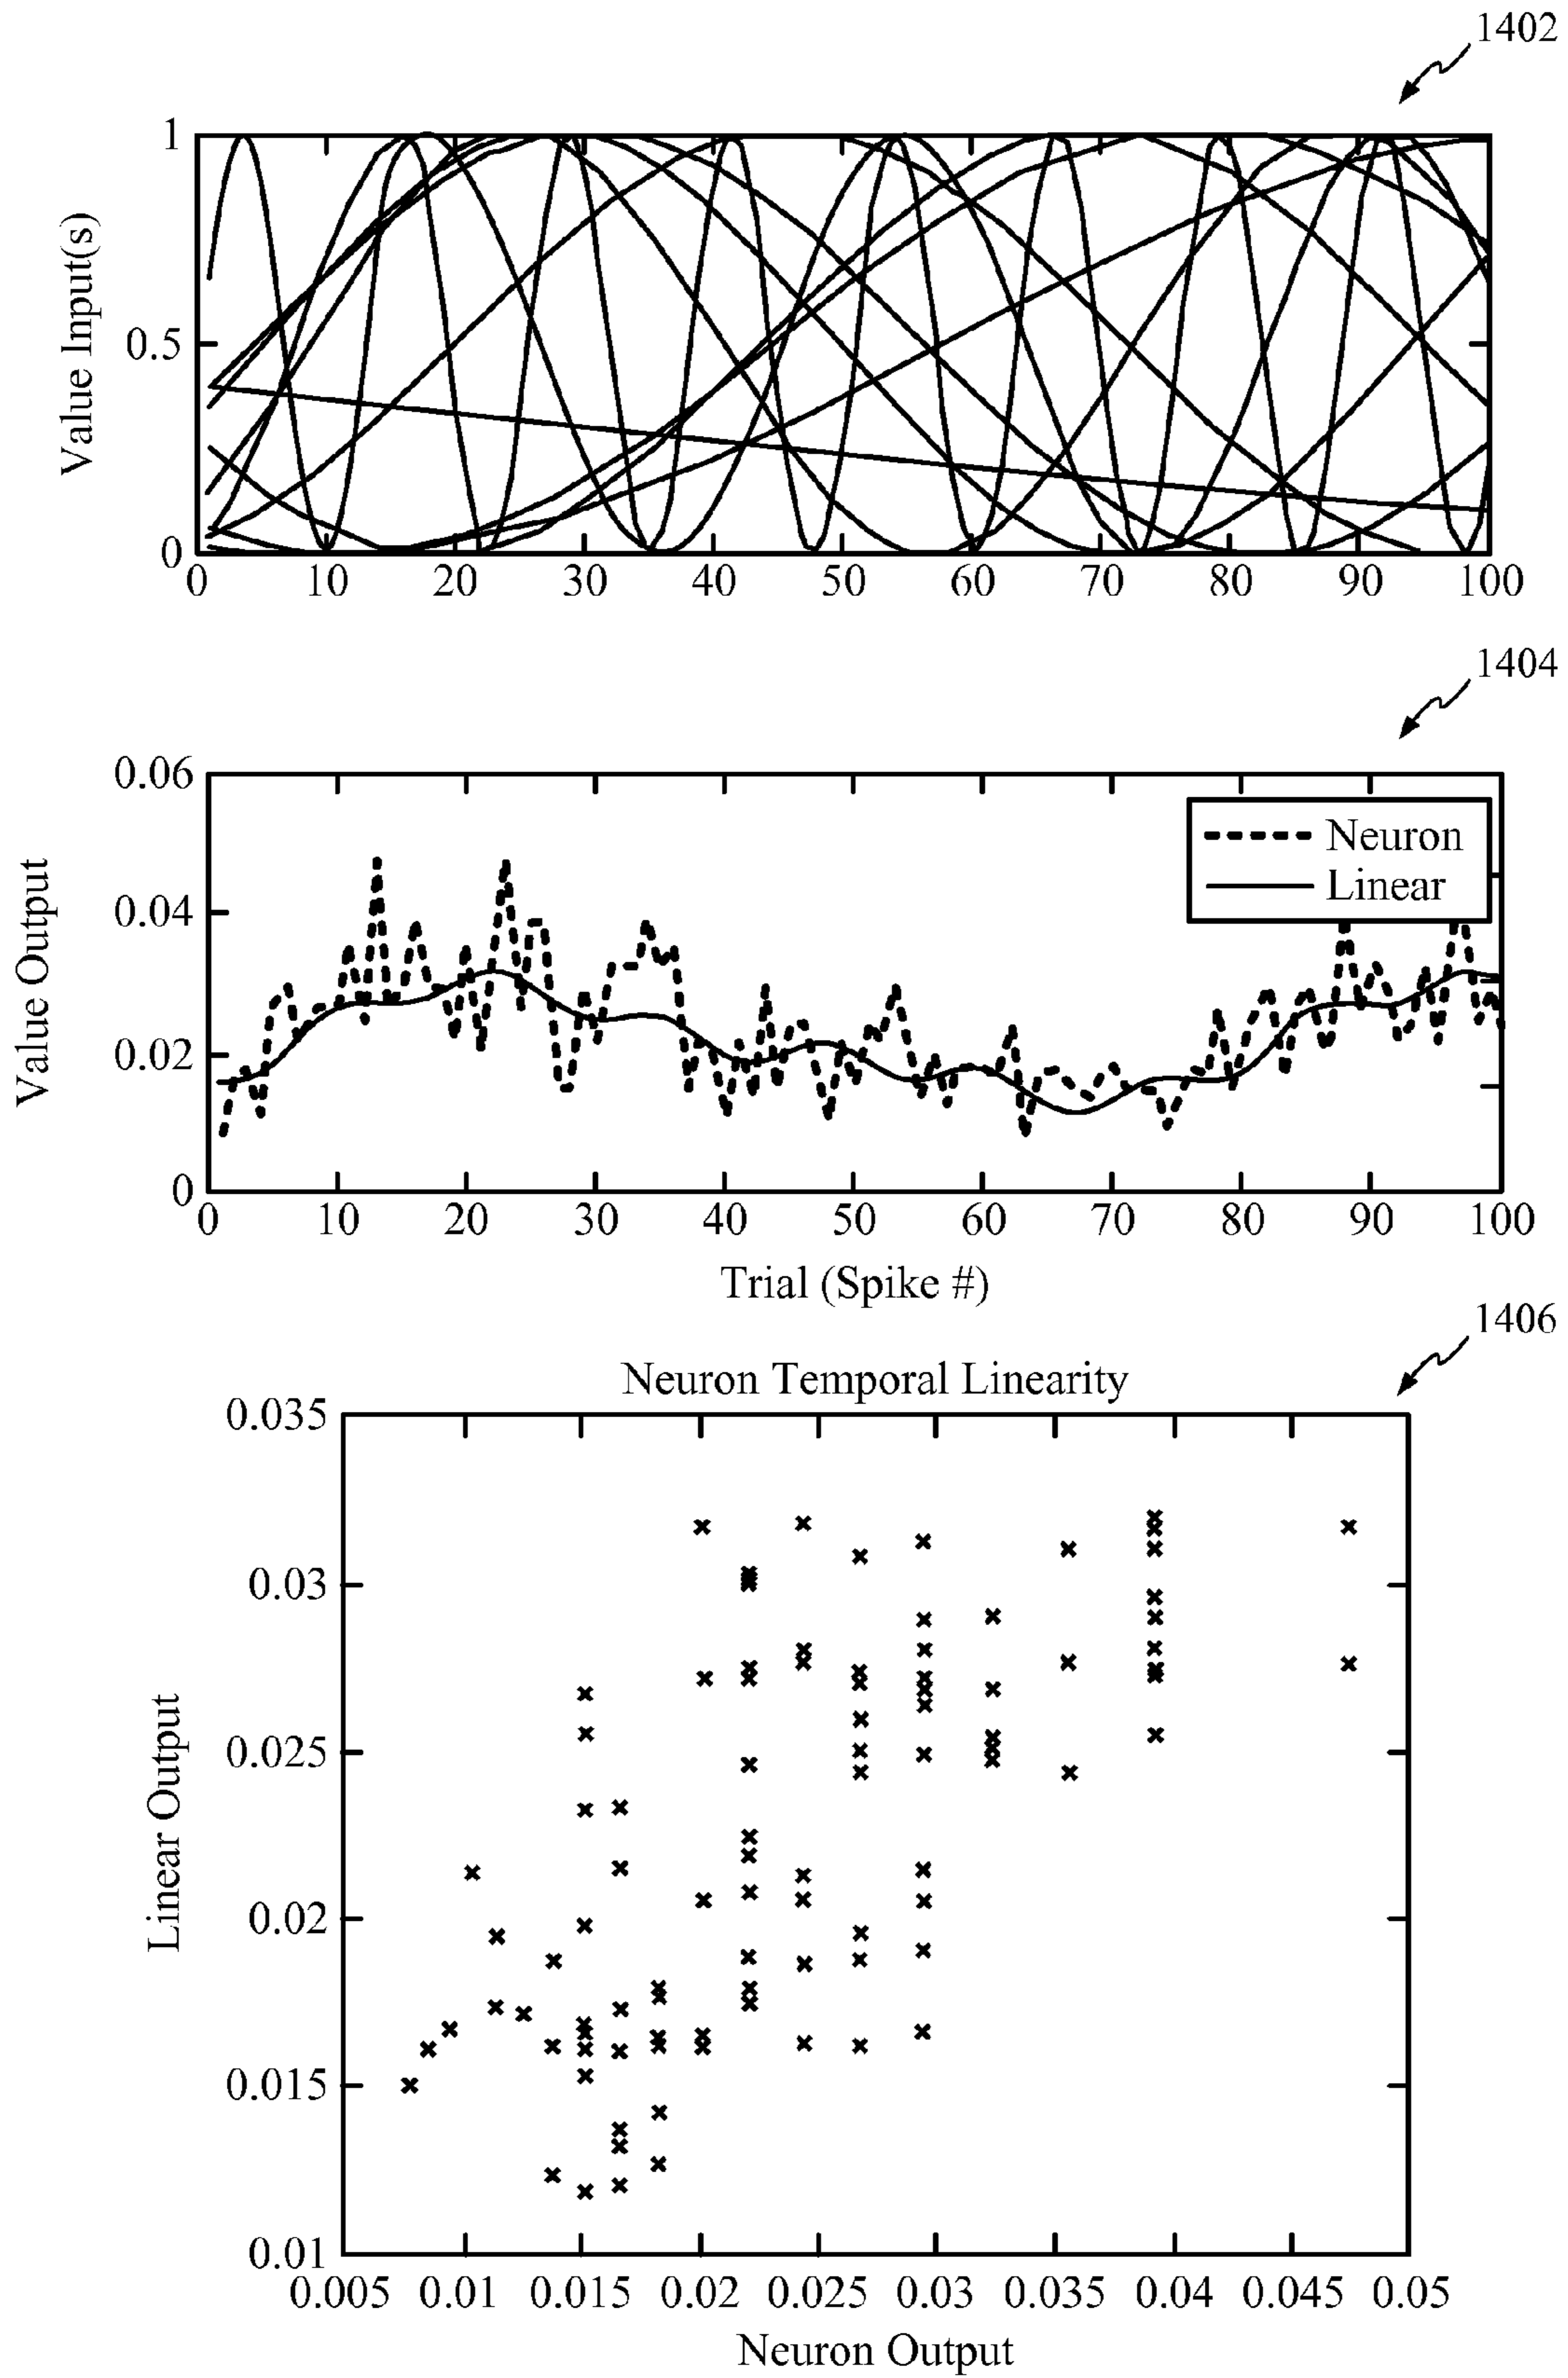 1402
1
0.5
0
Value Input(s)
0 10 20 30 40 50 60 70 80 90 100
1404
0.06
0.04
0.02
0
Value Output
Neuron
Linear
0 10 20 30 40 50 60 70 80 90 100
Trial (Spike #)
1406
Neuron Temporal Linearity
0.035
0.03
0.025
0.02
0.015
0.01
Linear Output
0.005 0.01 0.015 0.02 0.025 0.03 0.035 0.04 0.045 0.05
Neuron Output